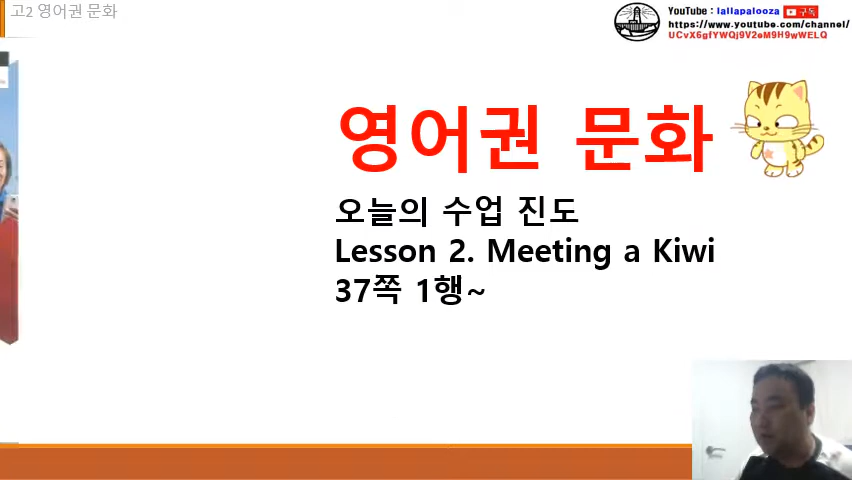 고2 영어권 문화
YouTube : lallapalooza 구독
https://www.youtube.com/channel/
UCvX6gfYWQj9V2eM9H9wWELQ
영어권 문화
오늘의 수업 진도
Lesson 2. Meeting a Kiwi
37쪽 1행~